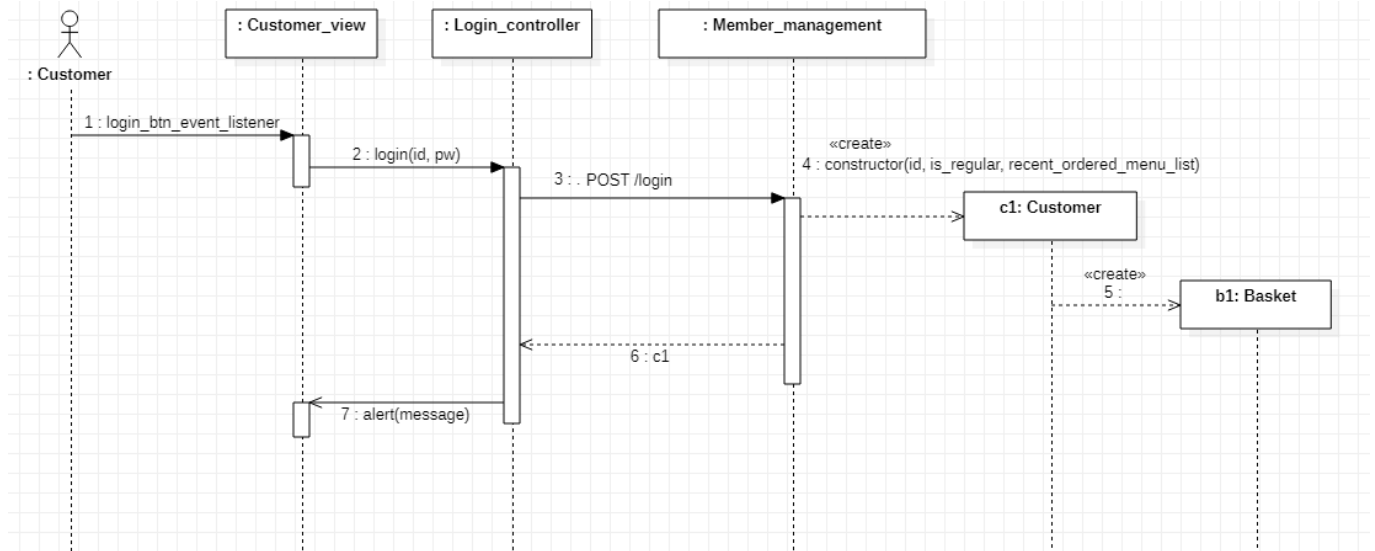 : Customer_view
: Login_controller
: Member_management
: Customer
1 : login_btn_event_listener
2 : login(id, pw)
3 : . POST /login
«create»
4 : constructor(id, is_regular, recent_ordered_menu_list)
c1: Customer
«create»
5 :
b1: Basket
6 : c1
7 : alert(message)